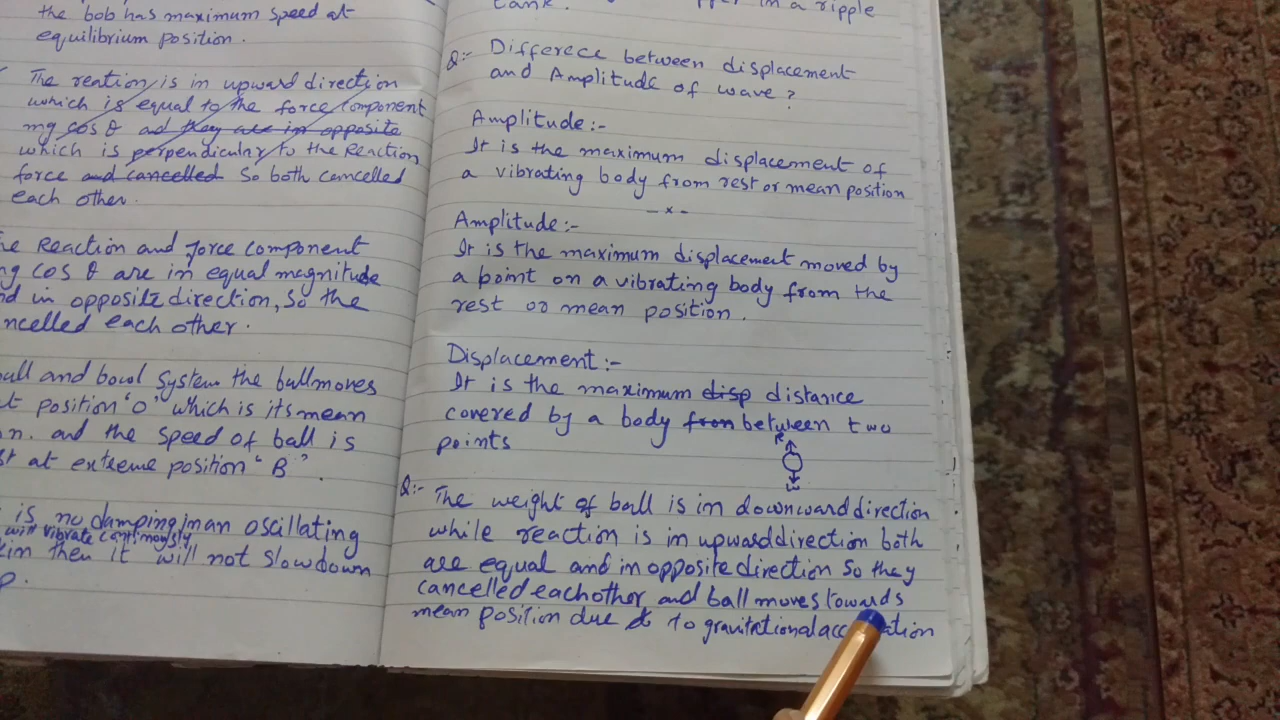 the bob has maximum speed at
equilibrium position.
The reation is in upward direction
which is equal to the force component
mg cos θ ad they are in opposite
which is perpendicular to the Reaction
force and cancelled so both cancelled
each other.
Reaction and force component
cos θ are in equal magnitude
in opposite direction, so the
cancelled each other.
and bowl system the ball moves
position 'O' which is its mean
and the speed of ball is
at extreme position "B".
is no damping in an oscillating
will vibrate continously
then it will not slow down
in a ripple
tank.
Q:- Differece between displacement
and Amplitude of wave?
Amplitude:-
It is the maximum displacement of
a vibrating body from rest or mean position
-x-
Amplitude:-
It is the maximum displacement moved by
a point on a vibrating body from the
rest or mean position.
Displacement:-
It is the maximum disp distance
covered by a body from between two
points
R
w
Q:- The weight of ball is in downward direction
while reaction is in upward direction both
are equal and in opposite direction so they
cancelled eachother and ball moves towards
mean position due to gravitational